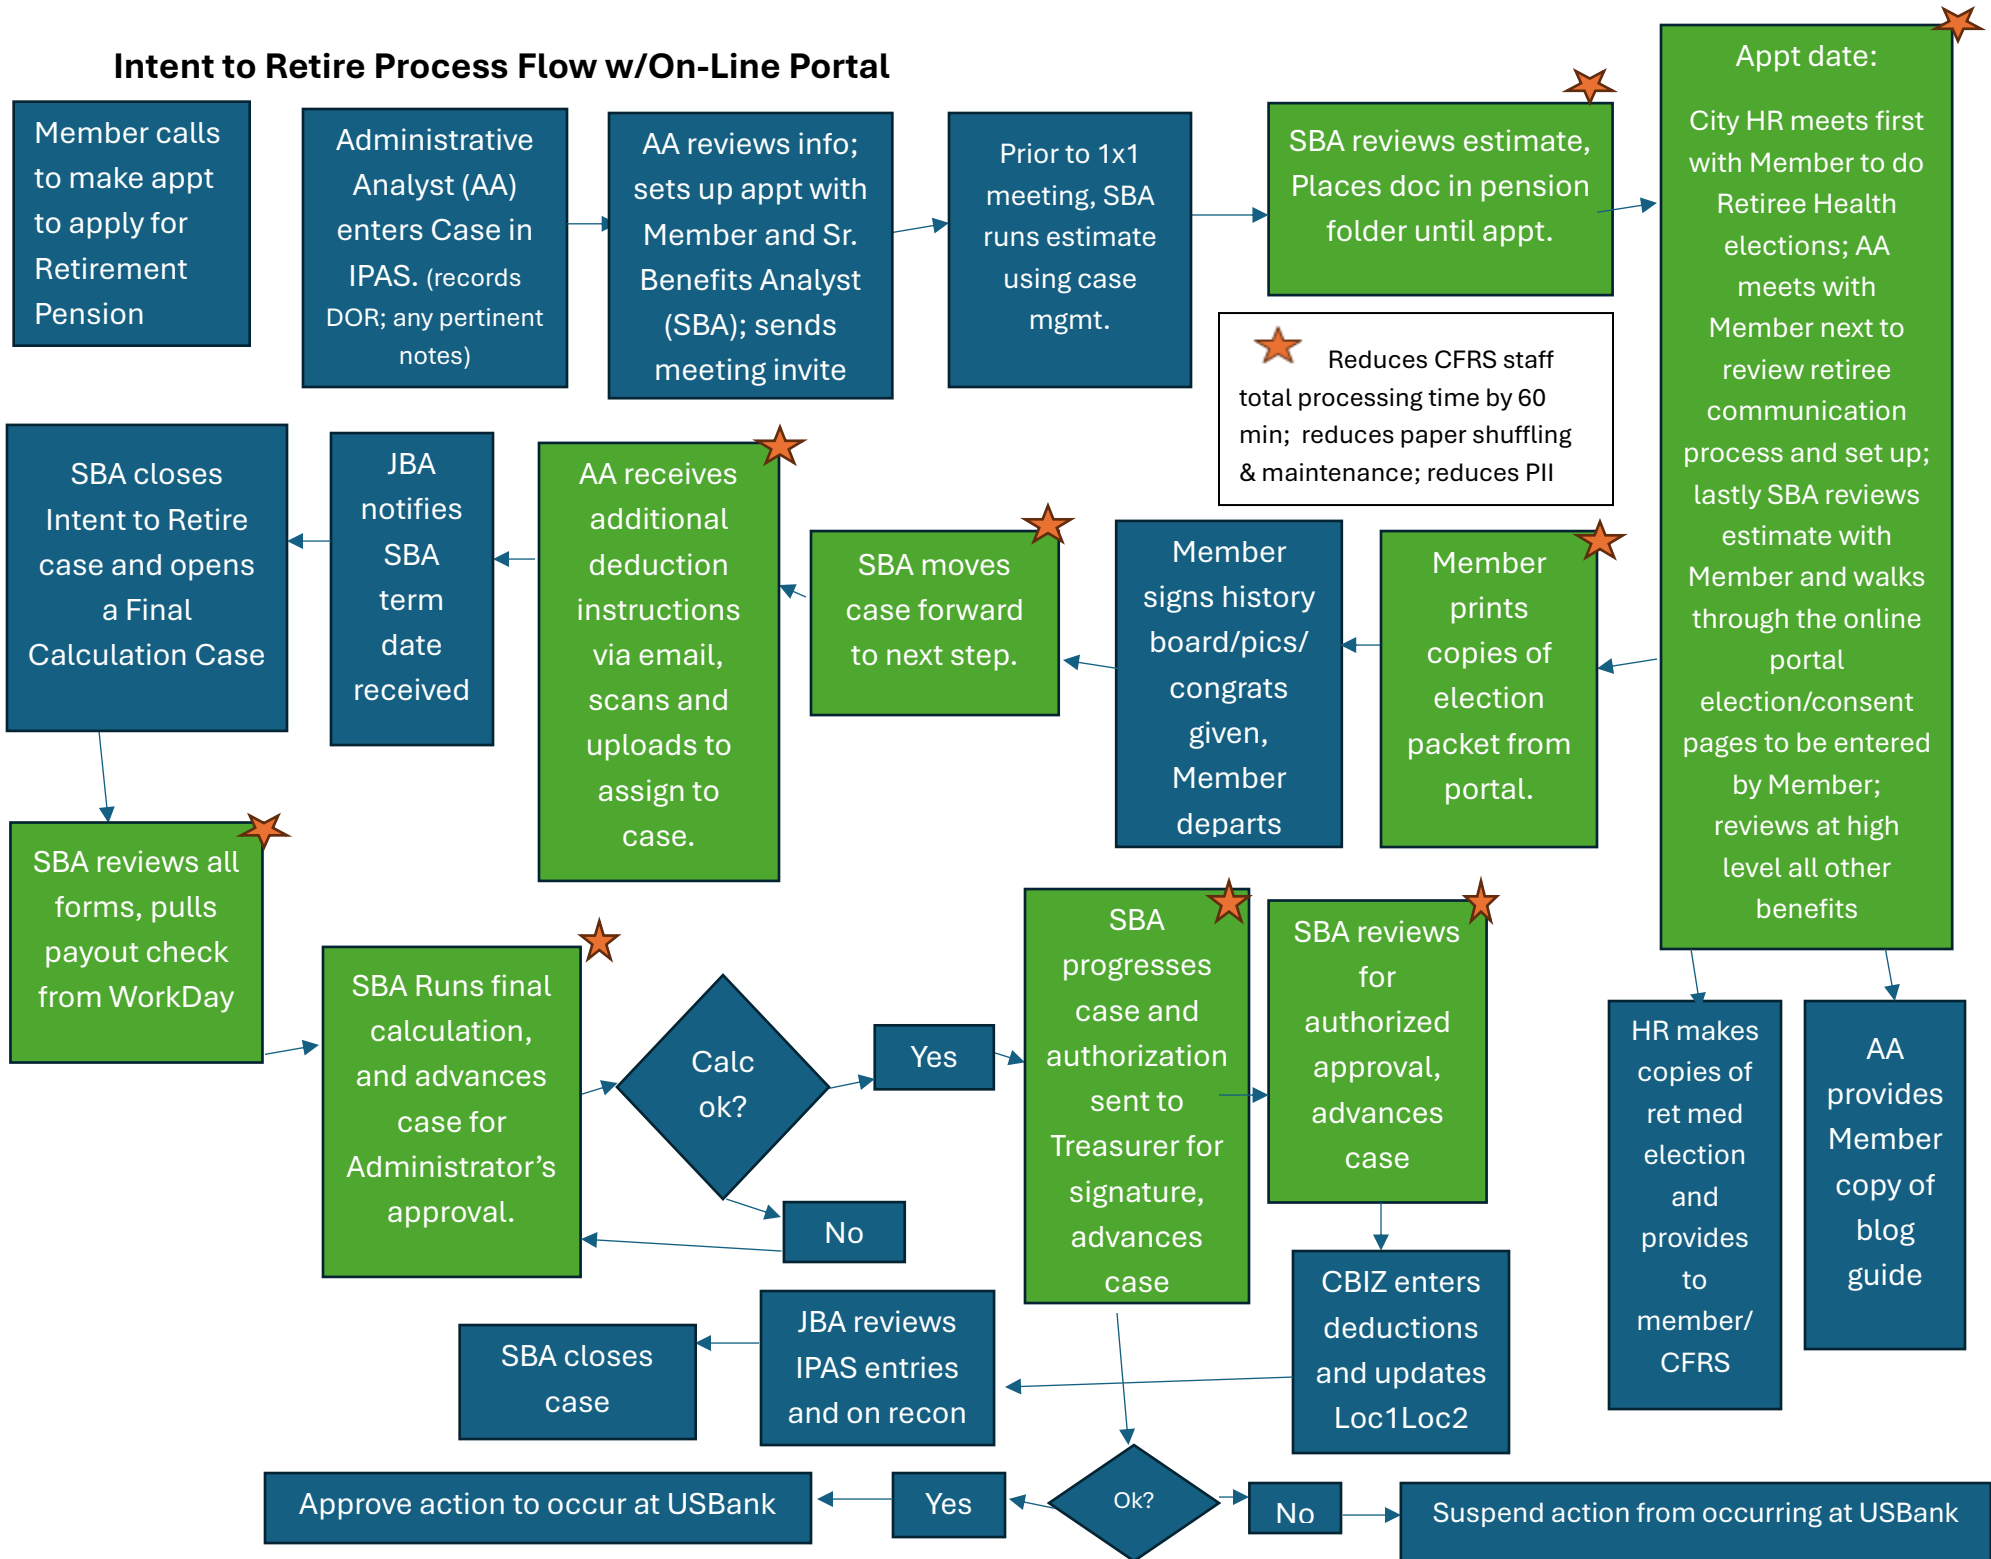 Intent to Retire Process Flow w/On-Line Portal
Member calls
to make appt
to apply for
Retirement
Pension
Administrative
Analyst (AA)
enters Case in
IPAS. (records
DOR; any pertinent
notes)
AA reviews info;
sets up appt with
Member and Sr.
Benefits Analyst
(SBA); sends
meeting invite
Prior to 1x1
meeting, SBA
runs estimate
using case
mgmt.
SBA reviews estimate,
Places doc in pension
folder until appt.
Appt date:
City HR meets first
with Member to do
Retiree Health
elections; AA
meets with
Member next to
review retiree
communication
process and set up;
lastly SBA reviews
estimate with
Member and walks
through the online
portal
election/consent
pages to be entered
by Member;
reviews at high
level all other
benefits
Reduces CFRS staff
total processing time by 60
min; reduces paper shuffling
& maintenance; reduces PII
HR makes
copies of
ret med
election
and
provides
to
member/
CFRS
AA
provides
Member
copy of
blog
guide
Member
prints
copies of
election
packet from
portal.
Member
signs history
board/pics/
congrats
given,
Member
departs
SBA moves
case forward
to next step.
AA receives
additional
deduction
instructions
via email,
scans and
uploads to
assign to
case.
JBA
notifies
SBA
term
date
received
SBA closes
Intent to Retire
case and opens
a Final
Calculation Case
SBA reviews all
forms, pulls
payout check
from WorkDay
SBA Runs final
calculation,
and advances
case for
Administrator’s
approval.
Calc
ok?
Yes
No
SBA
progresses
case and
authorization
sent to
Treasurer for
signature,
advances
case
SBA reviews
for
authorized
approval,
advances
case
CBIZ enters
deductions
and updates
Loc1Loc2
JBA reviews
IPAS entries
and on recon
SBA closes
case
Ok?
Yes
Approve action to occur at USBank
No
Suspend action from occurring at USBank